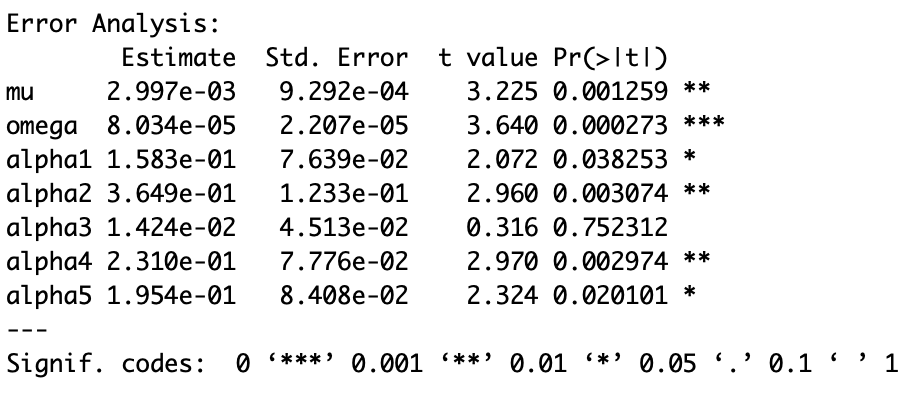 Error Analysis:
        Estimate  Std. Error  t value Pr(>|t|)
mu     2.997e-03   9.292e-04    3.225 0.001259 **
omega  8.034e-05   2.207e-05    3.640 0.000273 ***
alpha1 1.583e-01   7.639e-02    2.072 0.038253 *
alpha2 3.649e-01   1.233e-01    2.960 0.003074 **
alpha3 1.424e-02   4.513e-02    0.316 0.752312
alpha4 2.310e-01   7.776e-02    2.970 0.002974 **
alpha5 1.954e-01   8.408e-02    2.324 0.020101 *
---
Signif. codes:  0 ‘***’ 0.001 ‘**’ 0.01 ‘*’ 0.05 ‘.’ 0.1 ‘ ’ 1